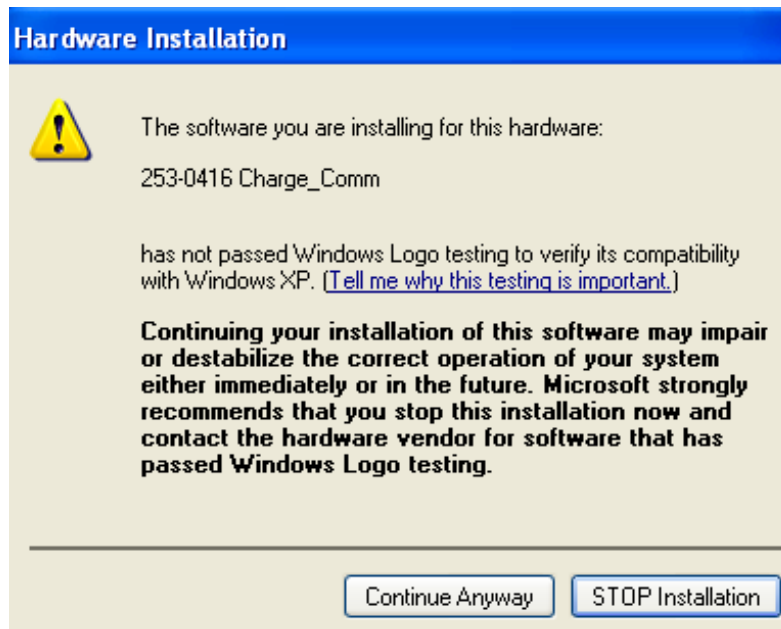 Hardware Installation
The software you are installing for this hardware:
253-0416 Charge_Comm
has not passed Windows Logo testing to verify its compatibility
with Windows XP. (Tell me why this testing is important.)
Continuing your installation of this software may impair
or destabilize the correct operation of your system
either immediately or in the future. Microsoft strongly
recommends that you stop this installation now and
contact the hardware vendor for software that has
passed Windows Logo testing.
Continue Anyway
STOP Installation